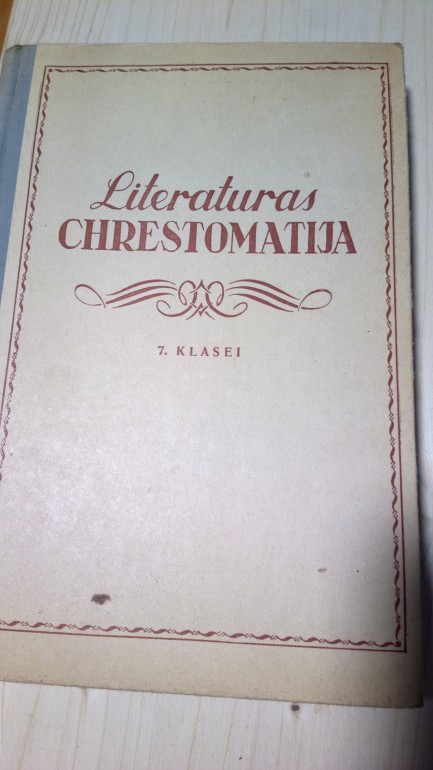 Literaturas
CHRESTOMATIJA
7. KLASEI